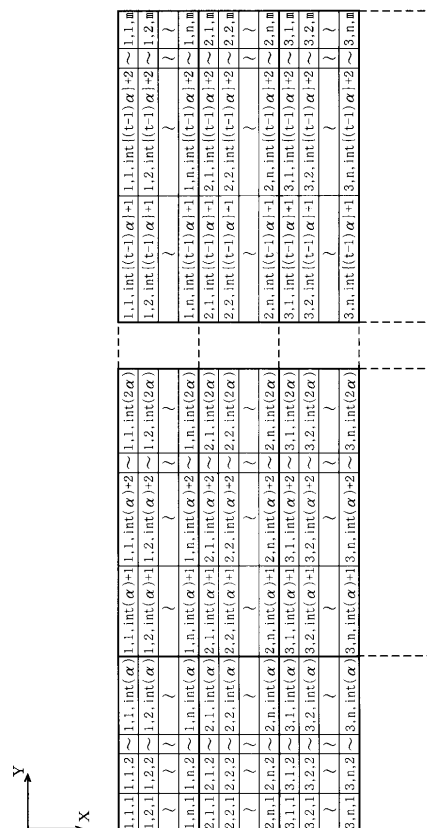 Y
X
1,1,1 1,1,2 ~ 1,1,int(α) 1,1,int(α)+1 1,1,int(α)+2 ~ 1,1,int(2α) 1,1,int{(t-1)α}+1 1,1,int{(t-1)α}+2 ~ 1,1,m
1,2,1 1,2,2 ~ 1,2,int(α) 1,2,int(α)+1 1,2,int(α)+2 ~ 1,2,int(2α) 1,2,int{(t-1)α}+1 1,2,int{(t-1)α}+2 ~ 1,2,m
~ ~ ~ ~ ~ ~ ~ ~ ~ ~ ~ ~
1,n,1 1,n,2 ~ 1,n,int(α) 1,n,int(α)+1 1,n,int(α)+2 ~ 1,n,int(2α) 1,n,int{(t-1)α}+1 1,n,int{(t-1)α}+2 ~ 1,n,m
2,1,1 2,1,2 ~ 2,1,int(α) 2,1,int(α)+1 2,1,int(α)+2 ~ 2,1,int(2α) 2,1,int{(t-1)α}+1 2,1,int{(t-1)α}+2 ~ 2,1,m
2,2,1 2,2,2 ~ 2,2,int(α) 2,2,int(α)+1 2,2,int(α)+2 ~ 2,2,int(2α) 2,2,int{(t-1)α}+1 2,2,int{(t-1)α}+2 ~ 2,2,m
~ ~ ~ ~ ~ ~ ~ ~ ~ ~ ~ ~
2,n,1 2,n,2 ~ 2,n,int(α) 2,n,int(α)+1 2,n,int(α)+2 ~ 2,n,int(2α) 2,n,int{(t-1)α}+1 2,n,int{(t-1)α}+2 ~ 2,n,m
3,1,1 3,1,2 ~ 3,1,int(α) 3,1,int(α)+1 3,1,int(α)+2 ~ 3,1,int(2α) 3,1,int{(t-1)α}+1 3,1,int{(t-1)α}+2 ~ 3,1,m
3,2,1 3,2,2 ~ 3,2,int(α) 3,2,int(α)+1 3,2,int(α)+2 ~ 3,2,int(2α) 3,2,int{(t-1)α}+1 3,2,int{(t-1)α}+2 ~ 3,2,m
~ ~ ~ ~ ~ ~ ~ ~ ~ ~ ~ ~
3,n,1 3,n,2 ~ 3,n,int(α) 3,n,int(α)+1 3,n,int(α)+2 ~ 3,n,int(2α) 3,n,int{(t-1)α}+1 3,n,int{(t-1)α}+2 ~ 3,n,m